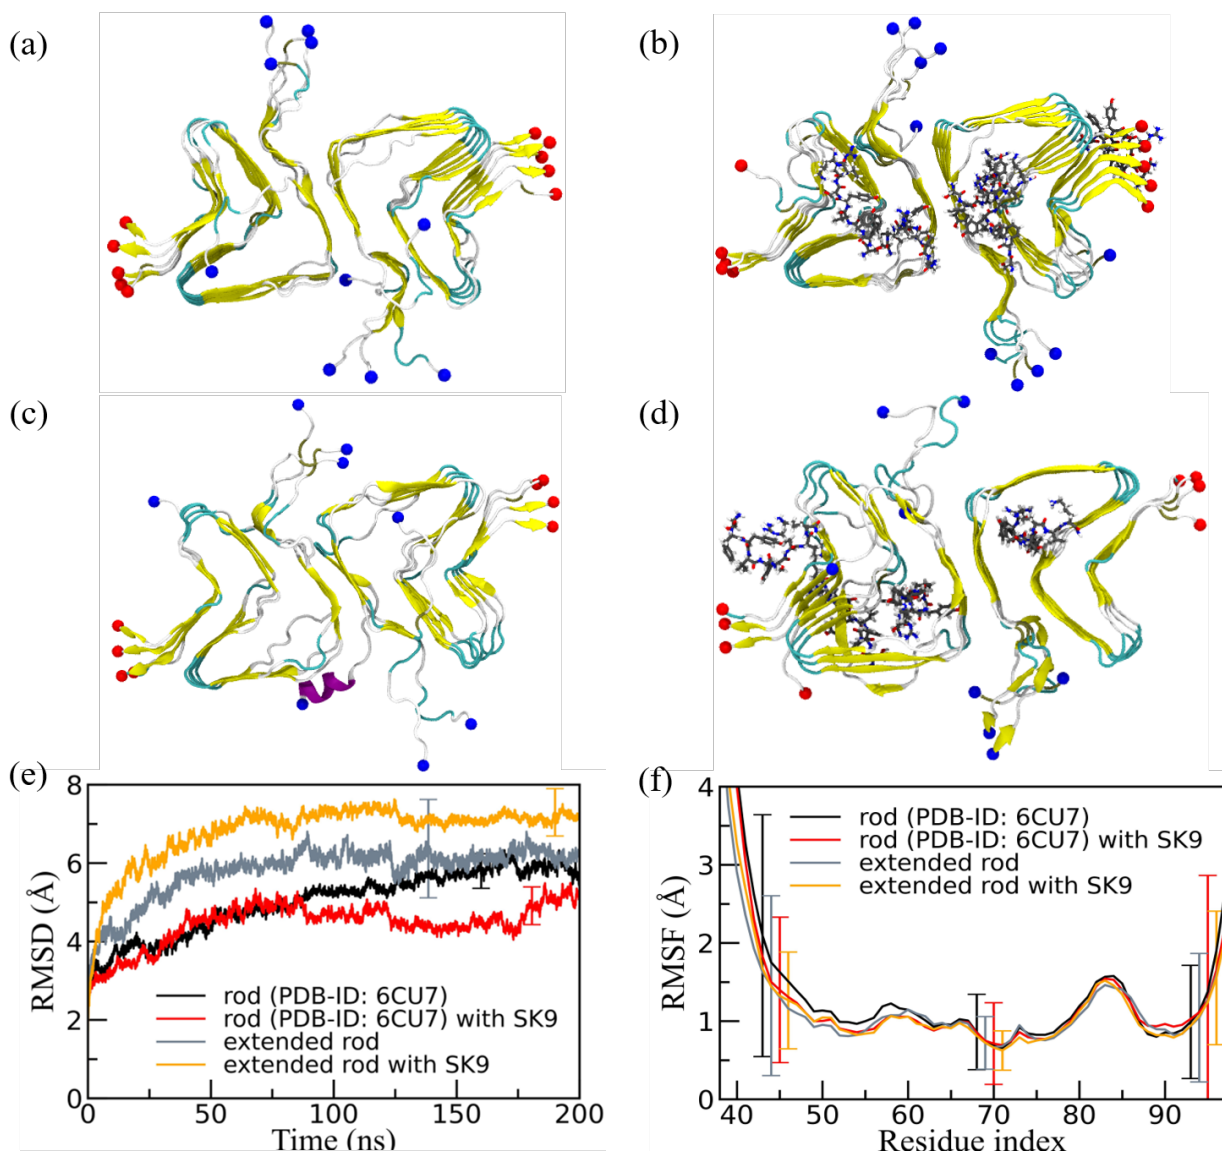 (a)
(b)
(c)
(d)
(e)
8
6
4
2
0
RMSD (Å)
rod (PDB-ID: 6CU7)
rod (PDB-ID: 6CU7) with SK9
extended rod
extended rod with SK9
0 50 100 150 200
Time (ns)
(f)
4
3
2
1
0
RMSF (Å)
rod (PDB-ID: 6CU7)
rod (PDB-ID: 6CU7) with SK9
extended rod
extended rod with SK9
40 50 60 70 80 90
Residue index